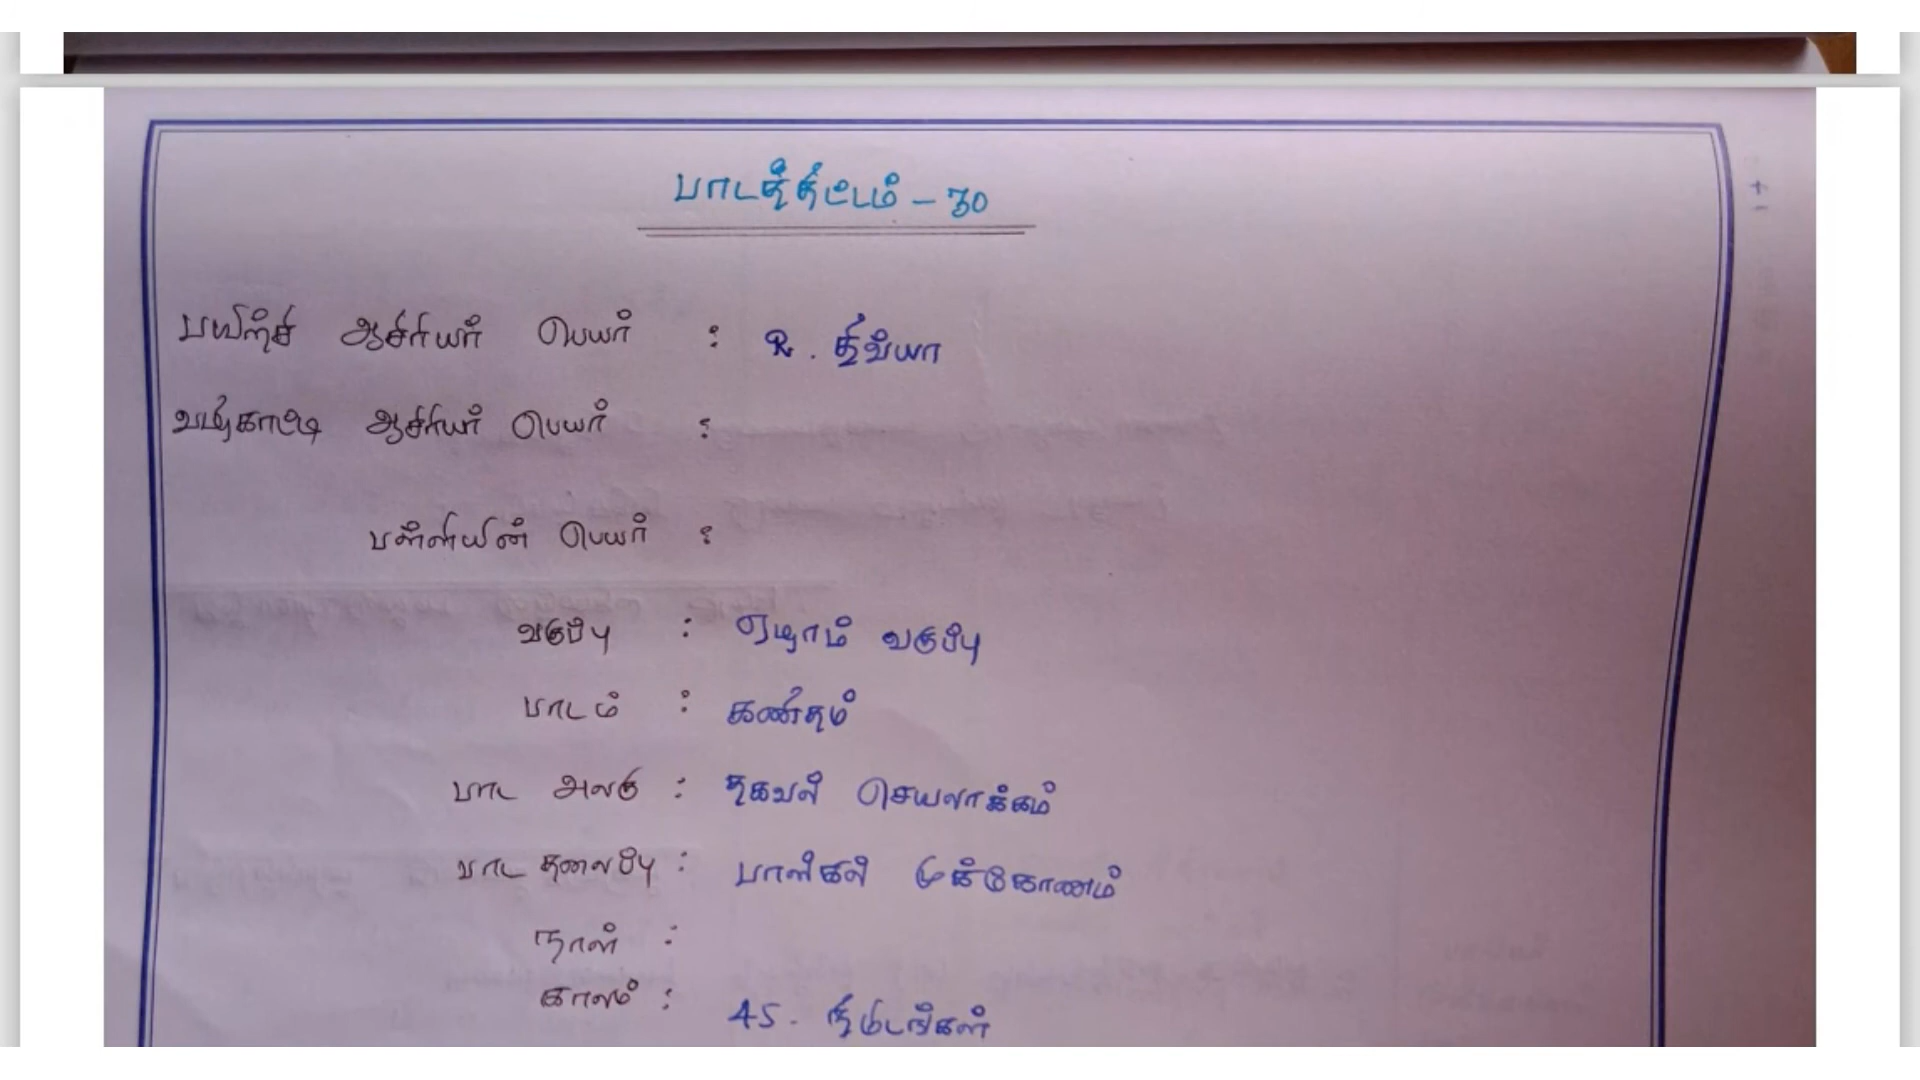 பாடத்திட்டம் - 30
பயிற்சி ஆசிரியர் பெயர் : R. திவ்யா
வழிகாட்டி ஆசிரியர் பெயர் :
பள்ளியின் பெயர் :
வகுப்பு : ஏழாம் வகுப்பு
பாடம் : கணிதம்
பாட அலகு : தகவல் செயலாக்கம்
பாட தலைப்பு : பாஸ்கல் முக்கோணம்
நாள் :
காலம் : 45. நிமிடங்கள்